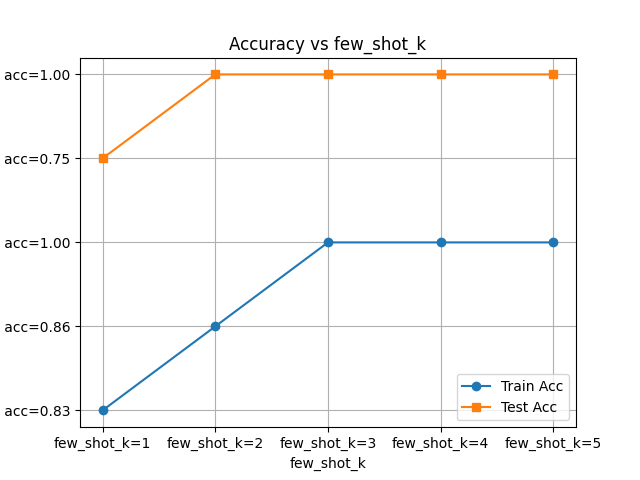 Accuracy vs few_shot_k
acc=1.00
acc=0.75
acc=1.00
acc=0.86
acc=0.83
Train Acc
Test Acc
few_shot_k=1 few_shot_k=2 few_shot_k=3 few_shot_k=4 few_shot_k=5
few_shot_k